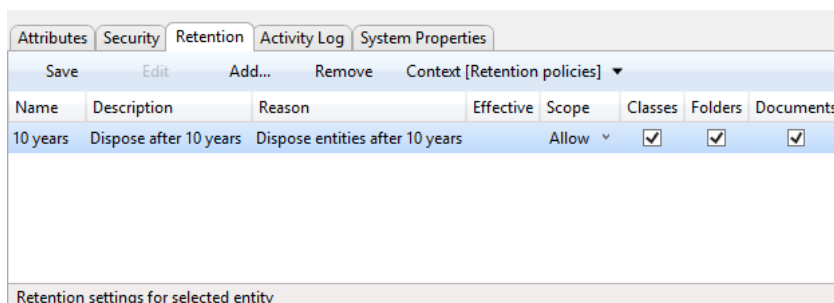 Attributes Security Retention Activity Log System Properties
Save Edit Add... Remove Context [Retention policies]
Name Description Reason Effective Scope Classes Folders Documents
10 years Dispose after 10 years Dispose entities after 10 years Allow
Retention settings for selected entity